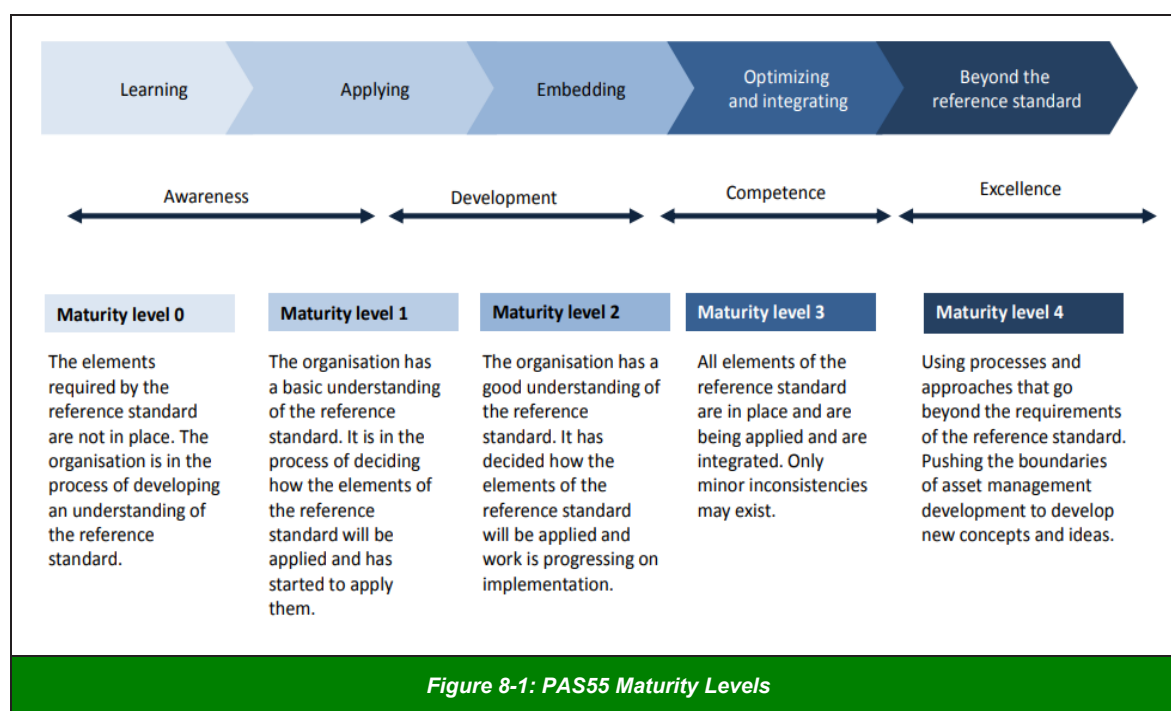 Learning
Applying
Embedding
Optimizing
and integrating
Beyond the
reference standard
Awareness
Development
Competence
Excellence
Maturity level 0
The elements
required by the
reference standard
are not in place. The
organisation is in the
process of developing
an understanding of
the reference
standard.
Maturity level 1
The organisation has
a basic understanding
of the reference
standard. It is in the
process of deciding
how the elements of
the reference
standard will be
applied and has
started to apply
them.
Maturity level 2
The organisation has a
good understanding of
the reference
standard. It has
decided how the
elements of the
reference standard
will be applied and
work is progressing on
implementation.
Maturity level 3
All elements of the
reference standard
are in place and are
being applied and are
integrated. Only
minor inconsistencies
may exist.
Maturity level 4
Using processes and
approaches that go
beyond the requirements
of the reference standard.
Pushing the boundaries
of asset management
development to develop
new concepts and ideas.
Figure 8-1: PAS55 Maturity Levels